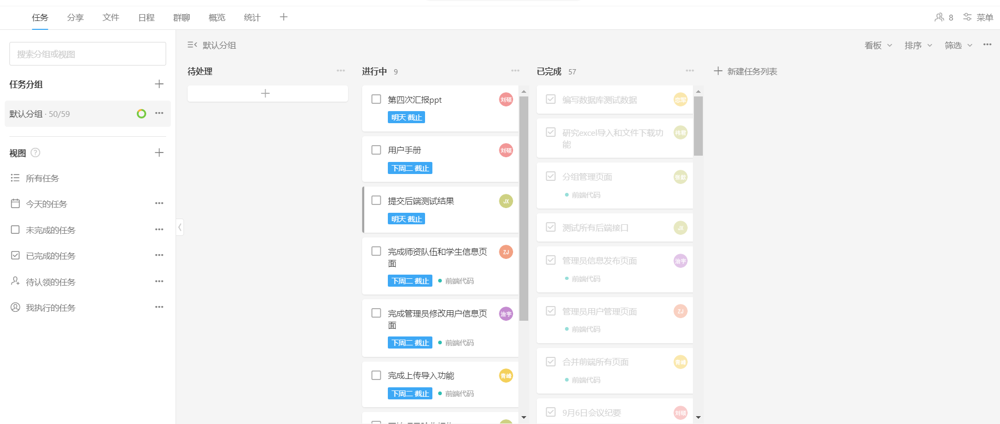 任务
分享
文件
日程
群聊
概览
统计
8
菜单
搜索分组或视图
任务分组
默认分组 · 50/59
视图
所有任务
今天的任务
未完成的任务
已完成的任务
待认领的任务
我执行的任务
默认分组
看板
排序
筛选
待处理
进行中 9
第四次汇报ppt
刘硕
明天 截止
用户手册
刘硕
下周二 截止
提交后端测试结果
JX
明天 截止
完成师资队伍和学生信息页
面
ZJ
下周二 截止
前端代码
完成管理员修改用户信息页
面
治宇
下周二 截止
前端代码
完成上传导入功能
青峰
下周二 截止
前端代码
已完成 57
编写数据库测试数据
研究excel导入和文件下载功
能
分组管理页面
前端代码
测试所有后端接口
JX
管理员信息发布页面
治宇
前端代码
管理员用户管理页面
ZJ
前端代码
合并前端所有页面
青峰
前端代码
9月6日会议纪要
刘硕
新建任务列表